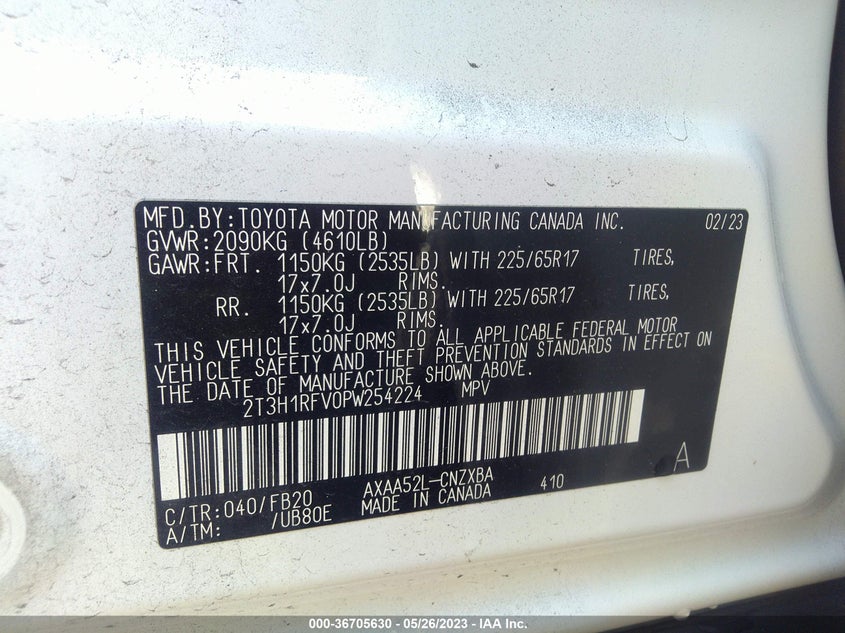 MFD.BY:TOYOTA MOTOR MANUFACTURING CANADA INC. 02/23
GVWR:2090KG (4610LB)
GAWR:FRT. 1150KG (2535LB) WITH 225/65R17 TIRES,
17x7.0J RIMS.
RR. 1150KG (2535LB) WITH 225/65R17 TIRES,
17x7.0J RIMS.
THIS VEHICLE CONFORMS TO ALL APPLICABLE FEDERAL MOTOR
VEHICLE SAFETY AND THEFT PREVENTION STANDARDS IN EFFECT ON
THE DATE OF MANUFACTURE SHOWN ABOVE.
2T3H1RFV0PW254224 MPV
A
C/TR:040/FB20 AXAA52L-CNZXBA 410
A/TM: /UB80E MADE IN CANADA
000-36705630 - 05/26/2023 - IAA Inc.